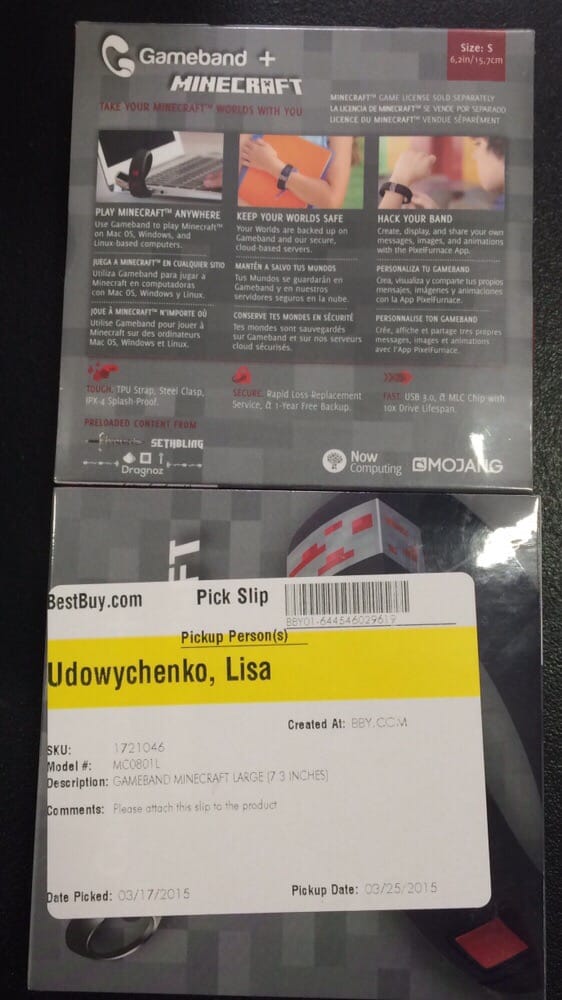 Gameband +
MINECRAFT
Size: S
6,2in/15,7cm
TAKE YOUR MINECRAFT™ WORLDS WITH YOU
MINECRAFT™ GAME LICENSE SOLD SEPARATELY
LA LICENCIA DE MINECRAFT™ SE VENDE POR SEPARADO
LICENCE DU MINECRAFT™ VENDUE SÉPARÉMENT
PLAY MINECRAFT™ ANYWHERE
Use Gameband to play Minecraft™
on Mac OS, Windows, and
Linux-based computers.
JUEGA A MINECRAFT™ EN CUALQUIER SITIO
Utiliza Gameband para jugar a
Minecraft en computadoras
con Mac OS, Windows y Linux.
JOUE À MINECRAFT™ N'IMPORTE OÙ
Utilise Gameband pour jouer à
Minecraft sur des ordinateurs
Mac OS, Windows et Linux.
KEEP YOUR WORLDS SAFE
Your Worlds are backed up on
Gameband and our secure,
cloud-based servers.
MANTÉN A SALVO TUS MUNDOS
Tus Mundos se guardarán en
Gameband y en nuestros
servidores seguros en la nube.
CONSERVE TES MONDES EN SÉCURITÉ
Tes mondes sont sauvegardés
sur Gameband et sur nos serveurs
cloud sécurisés.
HACK YOUR BAND
Create, display, and share your own
messages, images, and animations
with the PixelFurnace App.
PERSONALIZA TU GAMEBAND
Crea, visualiza y comparte tus propios
mensajes, imágenes y animaciones
con la App PixelFurnace.
PERSONNALISE TON GAMEBAND
Crée, affiche et partage tres propres
messages, images et animations
avec l'App PixelFurnace.
TOUGH: TPU Strap, Steel Clasp,
IPX-4 Splash-Proof.
SECURE: Rapid Loss-Replacement
Service, & 1-Year Free Backup.
FAST: USB 3.0, & MLC Chip with
10X Drive Lifespan.
PRELOADED CONTENT FROM
SETHBLING
Dragnoz
Now
Computing
MOJANG
FT
BestBuy.com
Pick Slip
BBY01-644546029619
Pickup Person(s)
Udowychenko, Lisa
Created At: BBY.COM
SKU: 1721046
Model #: MC0801L
Description: GAMEBAND MINECRAFT LARGE (7.3 INCHES)
Comments: Please attach this slip to the product
Date Picked: 03/17/2015
Pickup Date: 03/25/2015